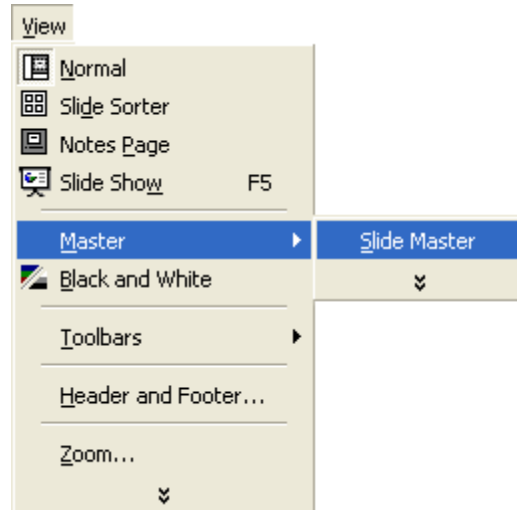 View
Normal
Slide Sorter
Notes Page
Slide Show F5
Master Slide Master
Black and White
Toolbars
Header and Footer...
Zoom...